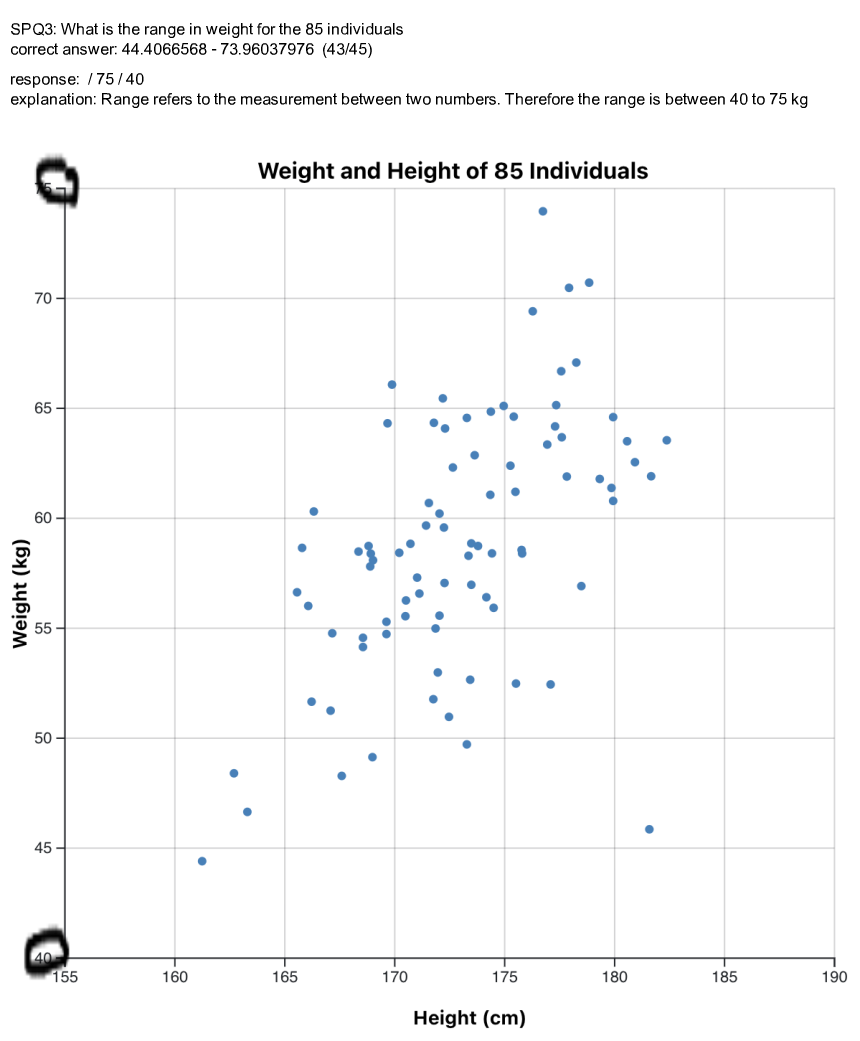 SPQ3: What is the range in weight for the 85 individuals
correct answer: 44.4066568 - 73.96037976 (43/45)
response: / 75 / 40
explanation: Range refers to the measurement between two numbers. Therefore the range is between 40 to 75 kg
Weight and Height of 85 Individuals
75
70
65
60
55
50
45
40
Weight (kg)
155 160 165 170 175 180 185 190
Height (cm)